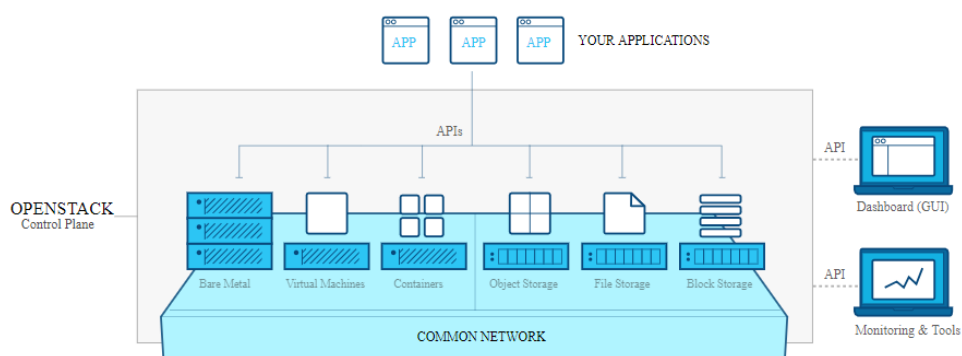 APP APP APP YOUR APPLICATIONS
APIs
API
OPENSTACK
Control Plane
Dashboard (GUI)
API
Bare Metal Virtual Machines Containers Object Storage File Storage Block Storage
Monitoring & Tools
COMMON NETWORK